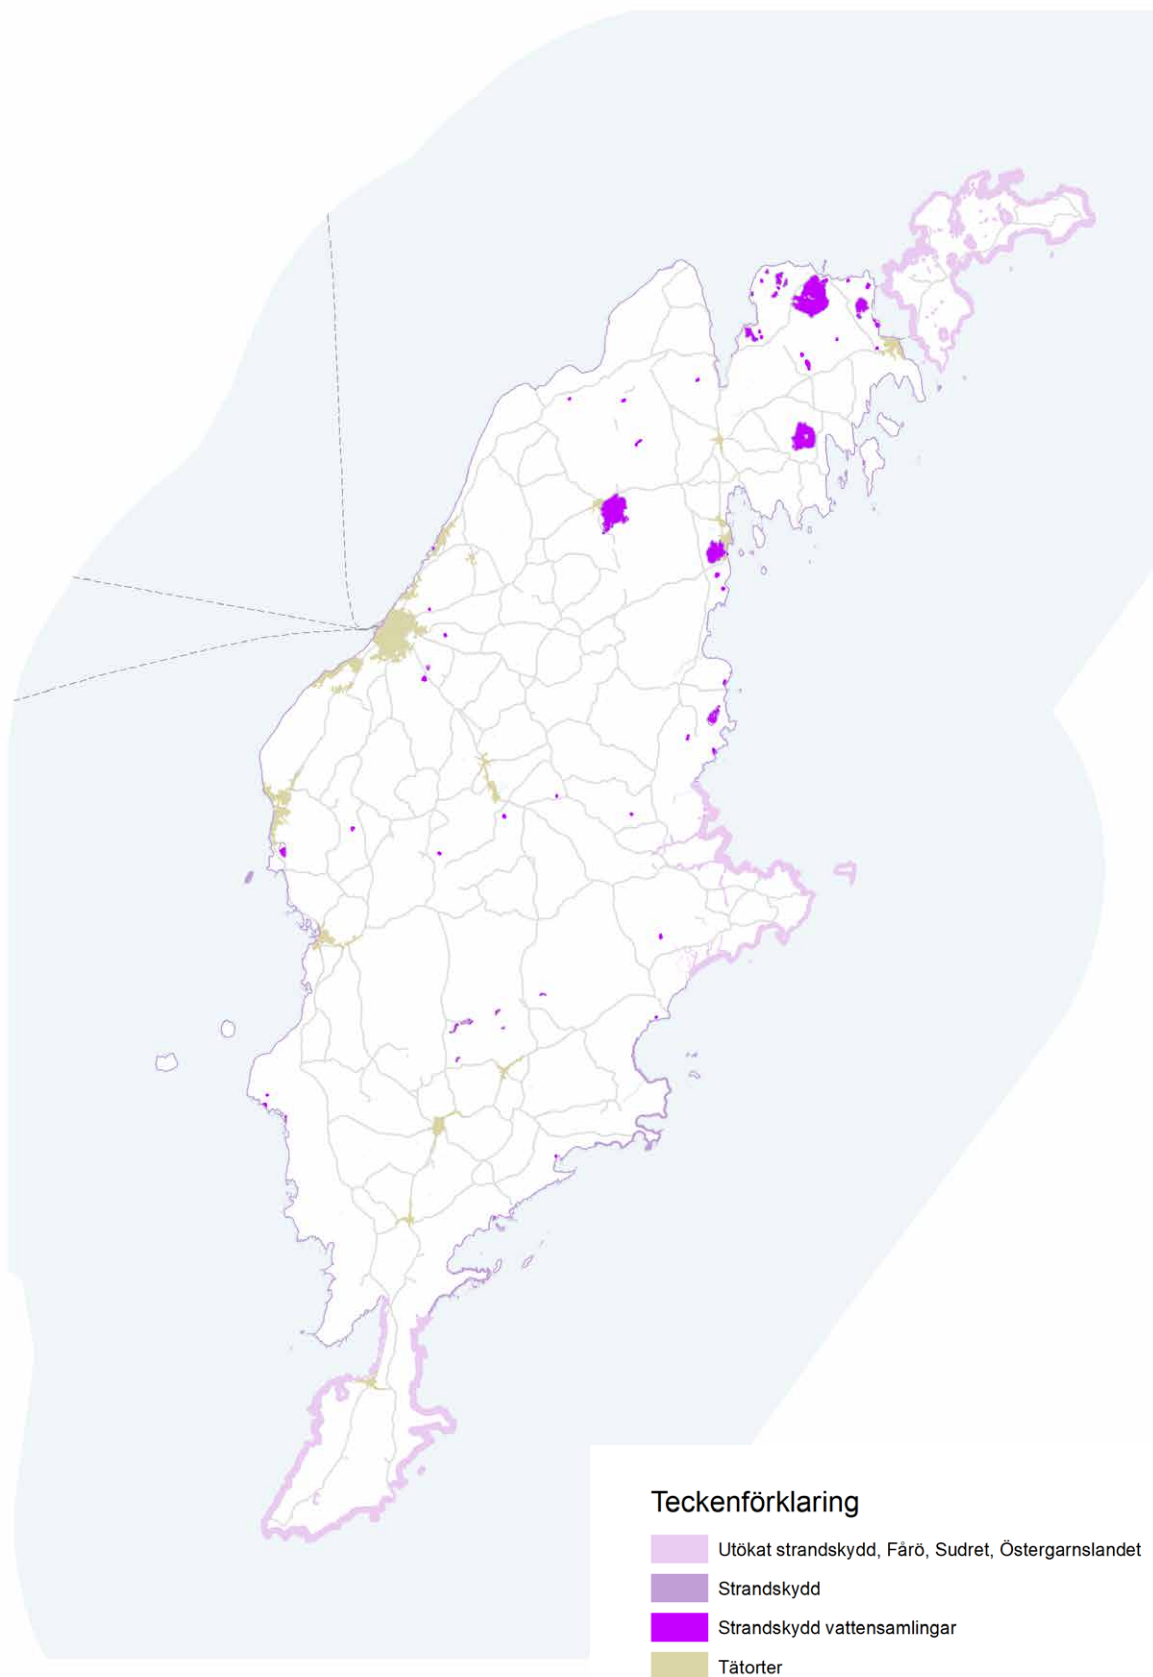 Teckenförklaring
Utökat strandskydd, Fårö, Sudret, Östergarnslandet
Strandskydd
Strandskydd vattensamlingar
Tätorter